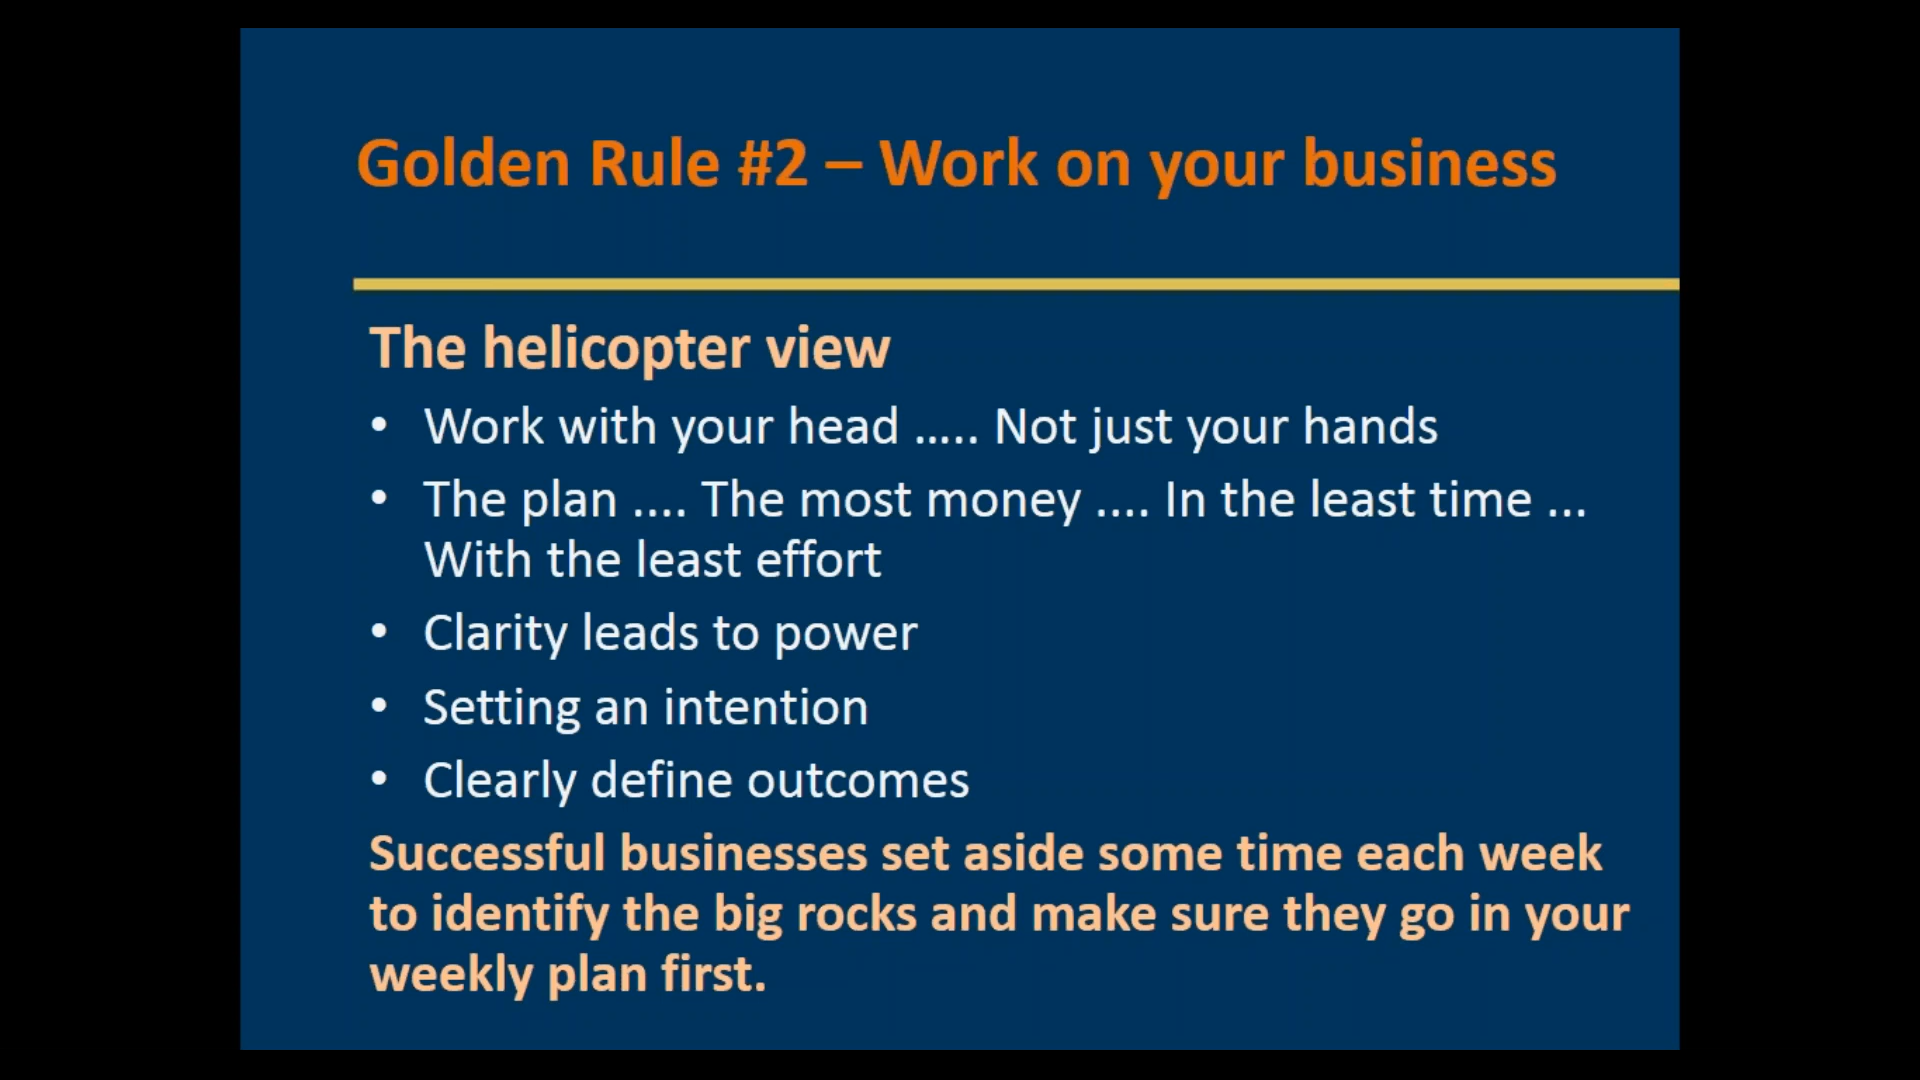 Golden Rule #2 – Work on your business
The helicopter view
• Work with your head ..... Not just your hands
• The plan .... The most money .... In the least time ...
With the least effort
• Clarity leads to power
• Setting an intention
• Clearly define outcomes
Successful businesses set aside some time each week
to identify the big rocks and make sure they go in your
weekly plan first.